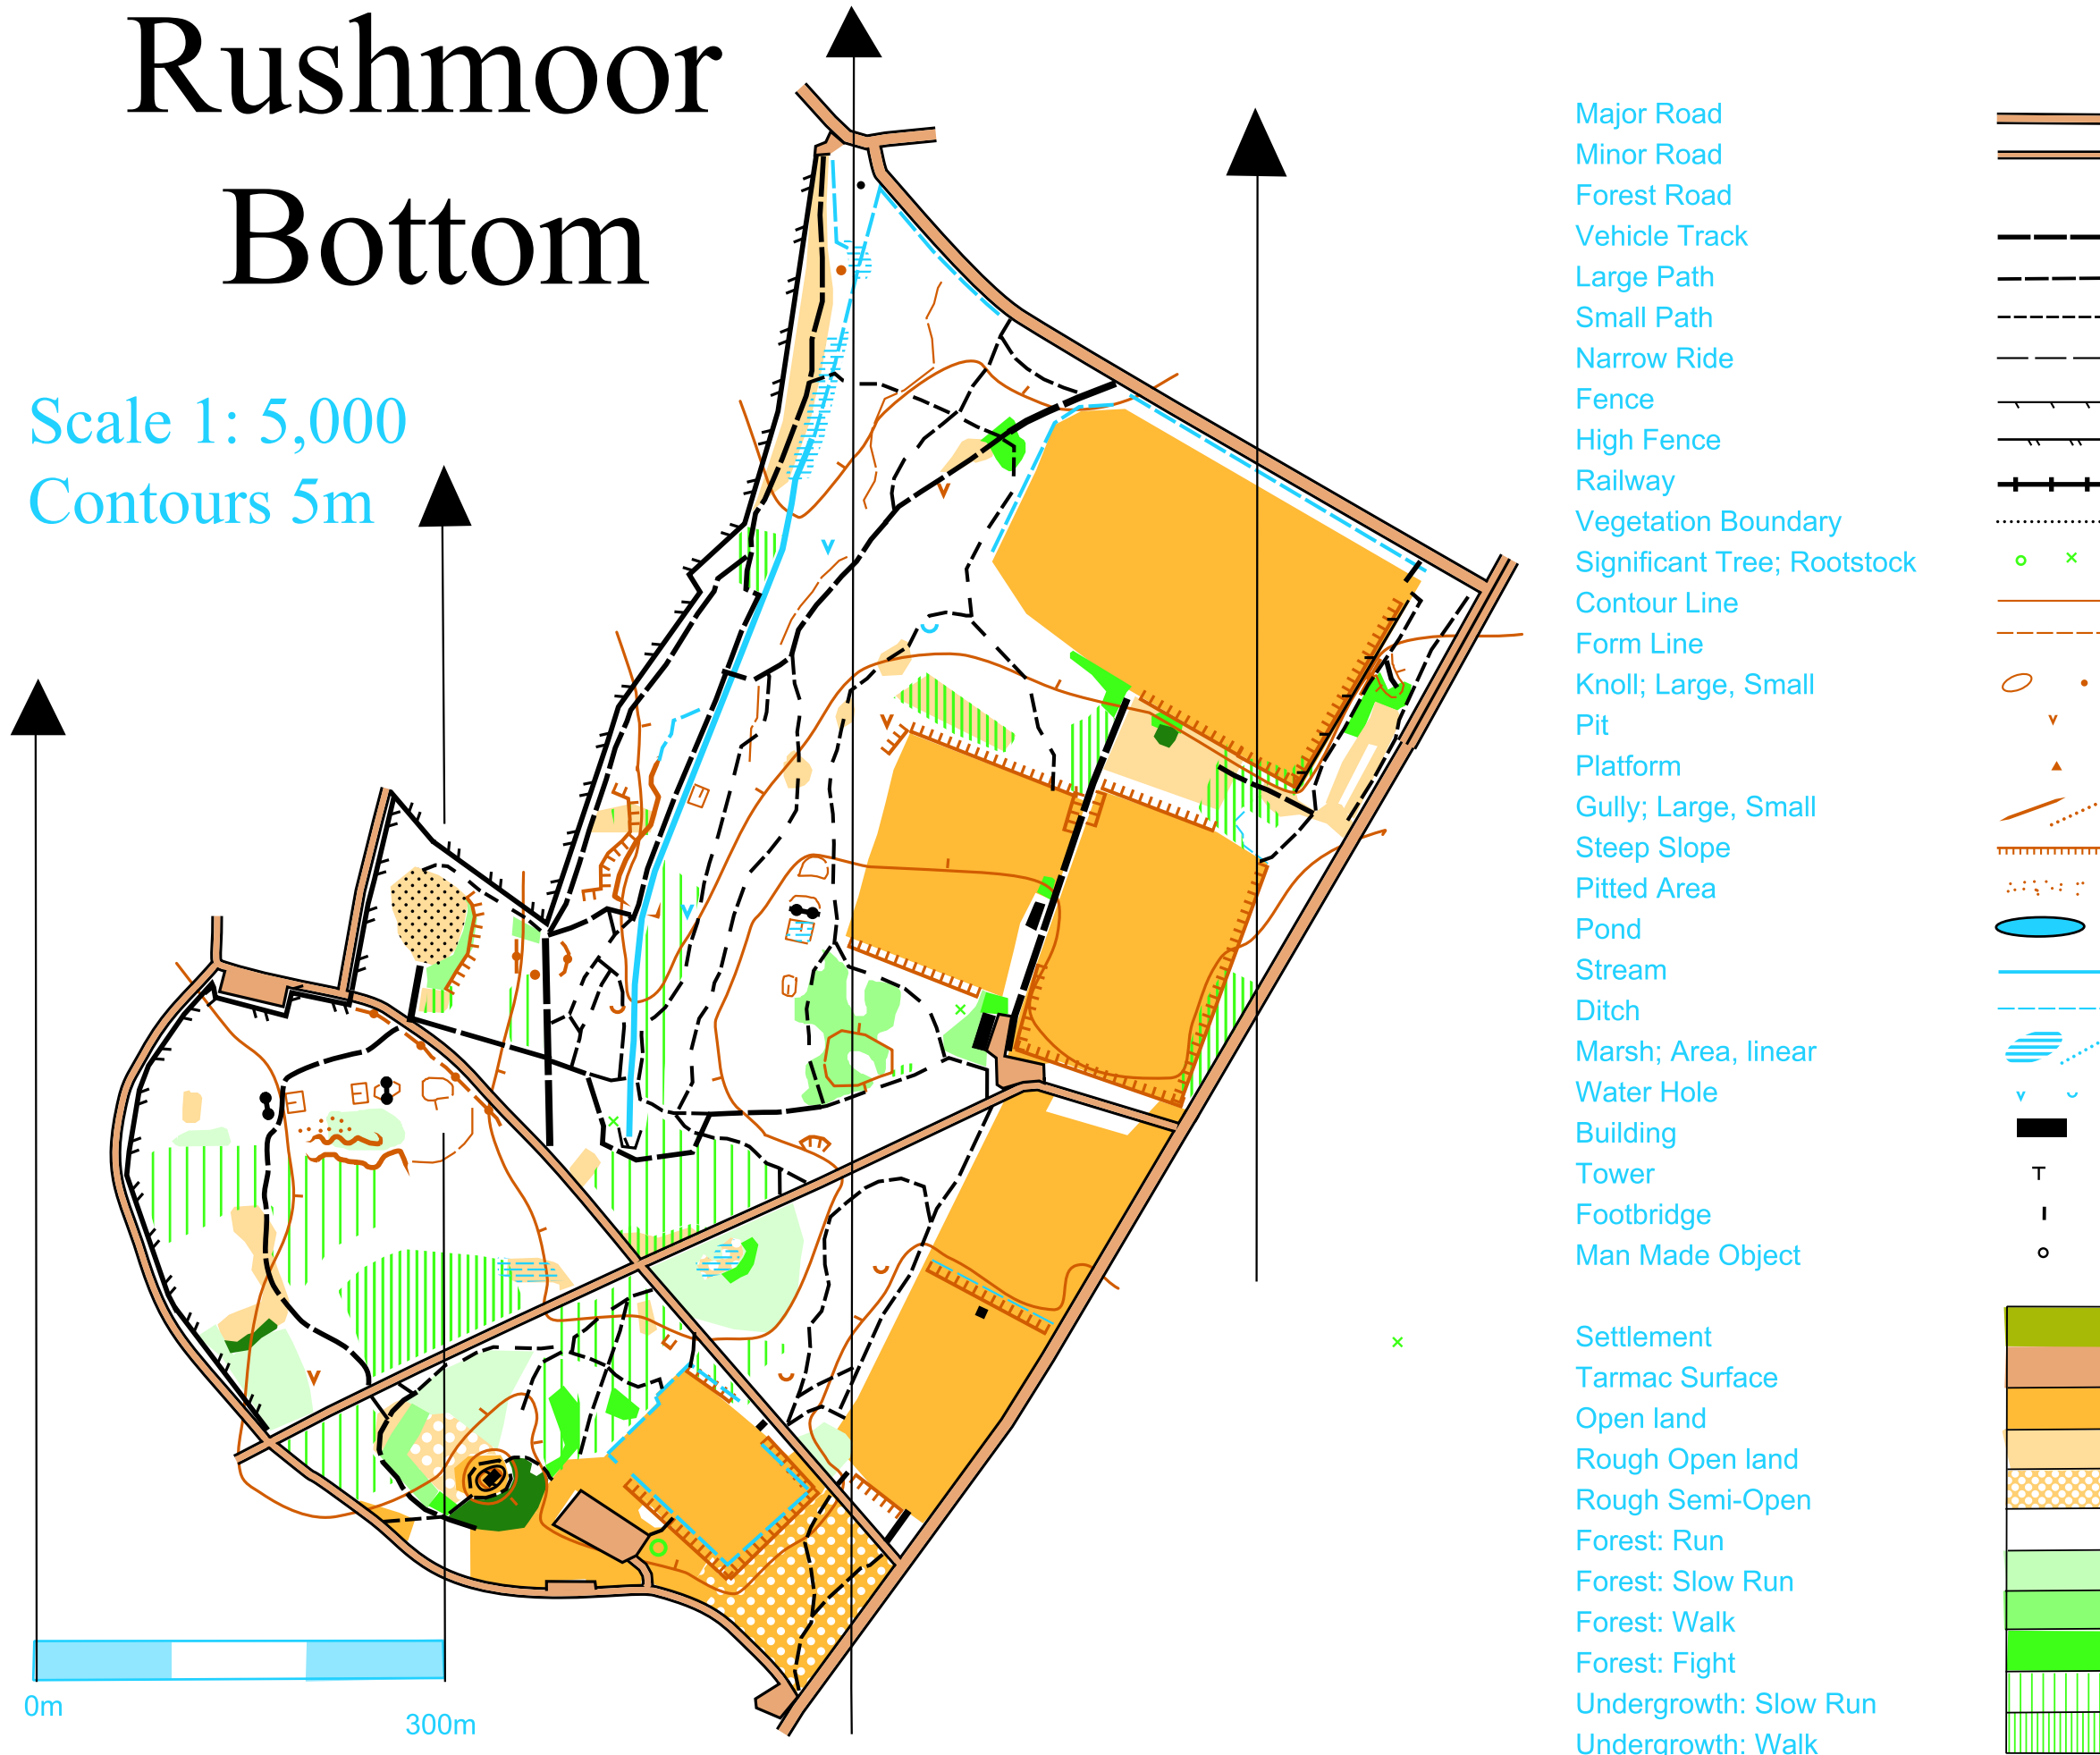 Rushmoor
Bottom
Scale 1: 5,000
Contours 5m
0m
300m
Major Road
Minor Road
Forest Road
Vehicle Track
Large Path
Small Path
Narrow Ride
Fence
High Fence
Railway
Vegetation Boundary
Significant Tree; Rootstock
Contour Line
Form Line
Knoll; Large, Small
Pit
Platform
Gully; Large, Small
Steep Slope
Pitted Area
Pond
Stream
Ditch
Marsh; Area, linear
Water Hole
Building
Tower
Footbridge
Man Made Object
Settlement
Tarmac Surface
Open land
Rough Open land
Rough Semi-Open
Forest: Run
Forest: Slow Run
Forest: Walk
Forest: Fight
Undergrowth: Slow Run
Undergrowth: Walk